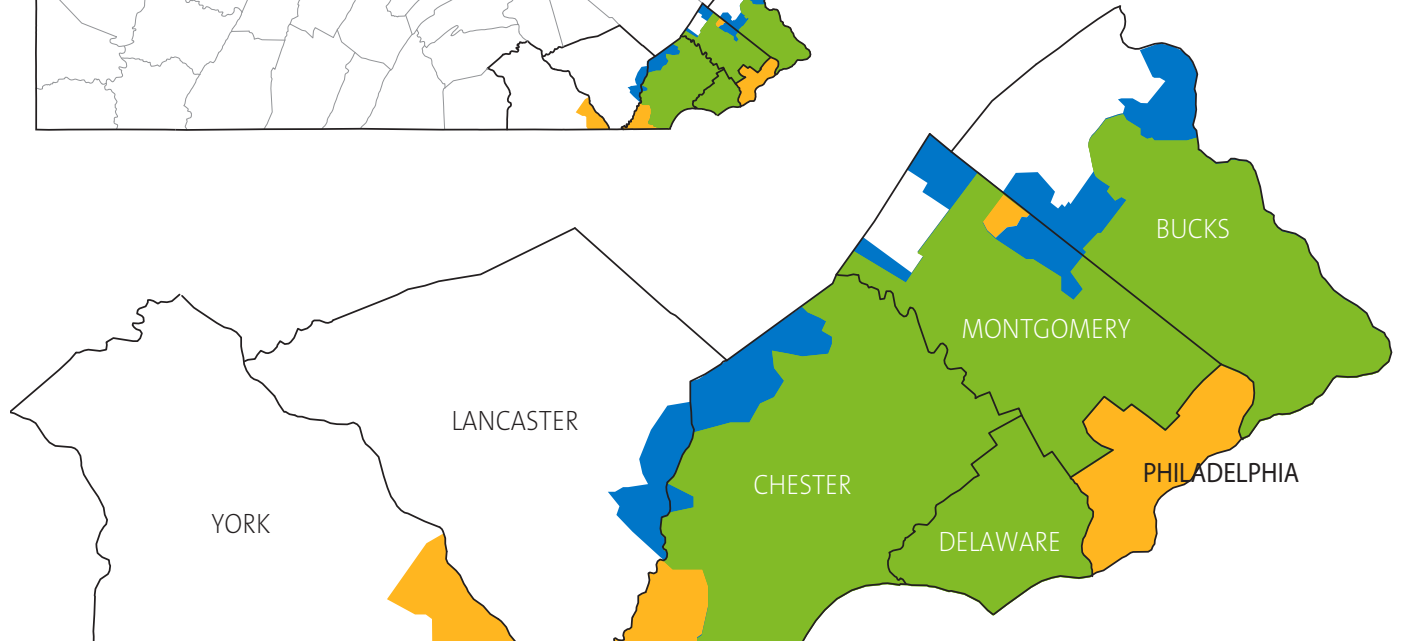 BUCKS
MONTGOMERY
LANCASTER
PHILADELPHIA
CHESTER
YORK
DELAWARE